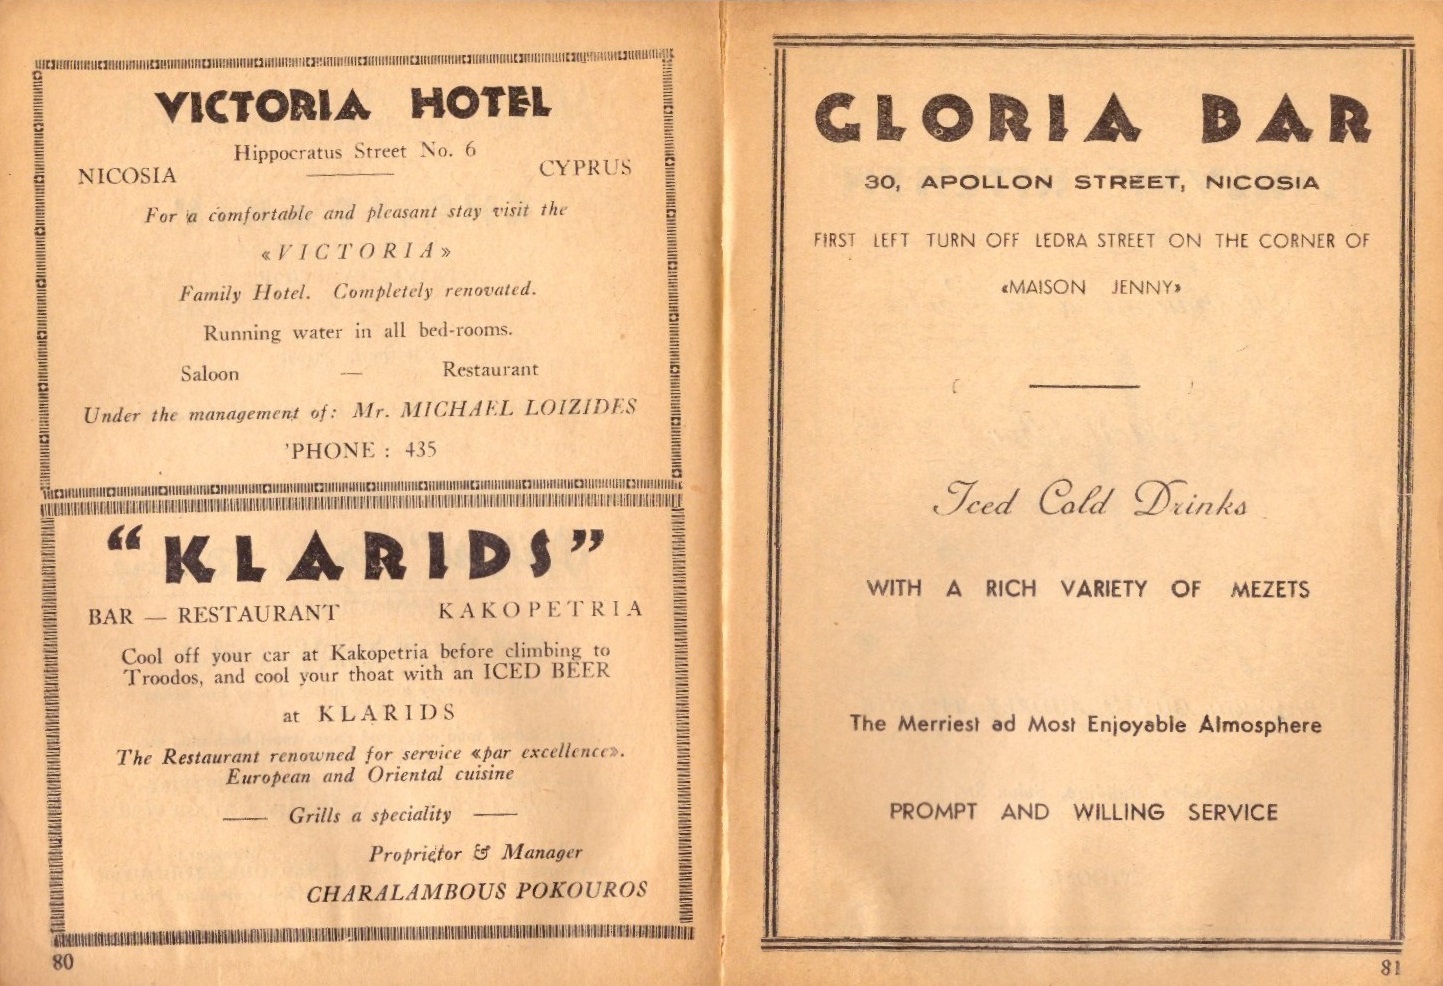 VICTORIA HOTEL
Hippocratus Street No. 6
NICOSIA CYPRUS
For a comfortable and pleasant stay visit the
«VICTORIA»
Family Hotel. Completely renovated.
Running water in all bed-rooms.
Saloon — Restaurant
Under the management of: Mr. MICHAEL LOIZIDES
'PHONE : 435
"KLARIDS"
BAR — RESTAURANT KAKOPETRIA
Cool off your car at Kakopetria before climbing to
Troodos, and cool your thoat with an ICED BEER
at KLARIDS
The Restaurant renowned for service «par excellence».
European and Oriental cuisine
—— Grills a speciality ——
Proprietor & Manager
CHARALAMBOUS POKOUROS
80
GLORIA BAR
30, APOLLON STREET, NICOSIA
FIRST LEFT TURN OFF LEDRA STREET ON THE CORNER OF
«MAISON JENNY»
Iced Cold Drinks
WITH A RICH VARIETY OF MEZETS
The Merriest ad Most Enjoyable Atmosphere
PROMPT AND WILLING SERVICE
81